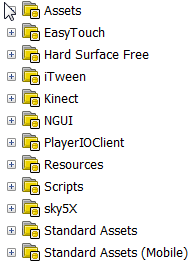 Assets
EasyTouch
Hard Surface Free
iTween
Kinect
NGUI
PlayerIOClient
Resources
Scripts
sky5X
Standard Assets
Standard Assets (Mobile)